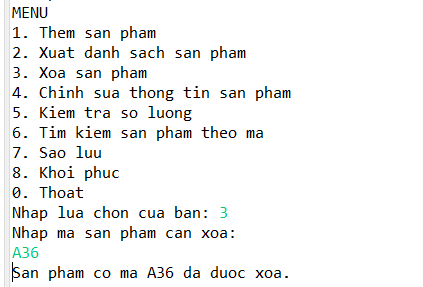 MENU
1. Them san pham
2. Xuat danh sach san pham
3. Xoa san pham
4. Chinh sua thong tin san pham
5. Kiem tra so luong
6. Tim kiem san pham theo ma
7. Sao luu
8. Khoi phuc
0. Thoat
Nhap lua chon cua ban: 3
Nhap ma san pham can xoa:
A36
San pham co ma A36 da duoc xoa.